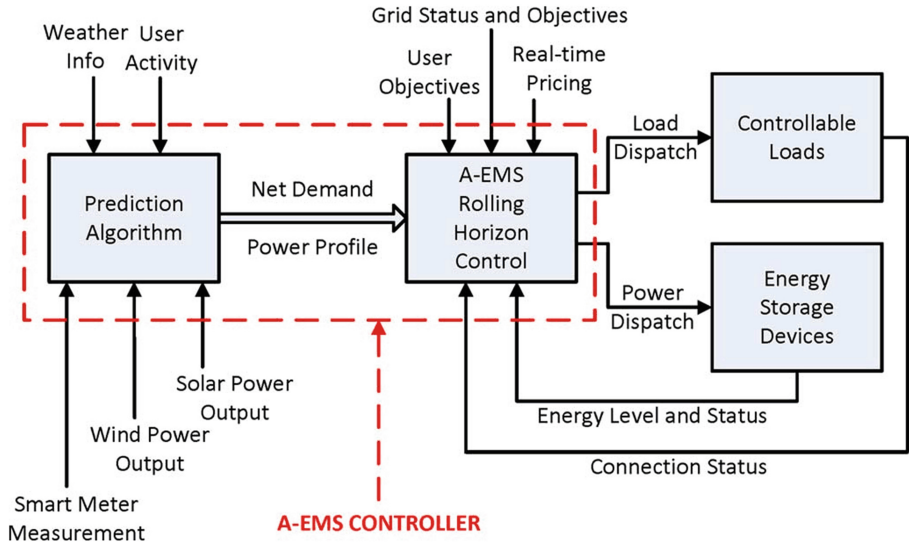 Grid Status and Objectives
Weather
Info
User
Activity
User
Objectives
Real-time
Pricing
Prediction
Algorithm
Net Demand
Power Profile
A-EMS
Rolling
Horizon
Control
Load
Dispatch
Controllable
Loads
Power
Dispatch
Energy
Storage
Devices
Solar Power
Output
Wind Power
Output
Smart Meter
Measurement
Energy Level and Status
Connection Status
A-EMS CONTROLLER